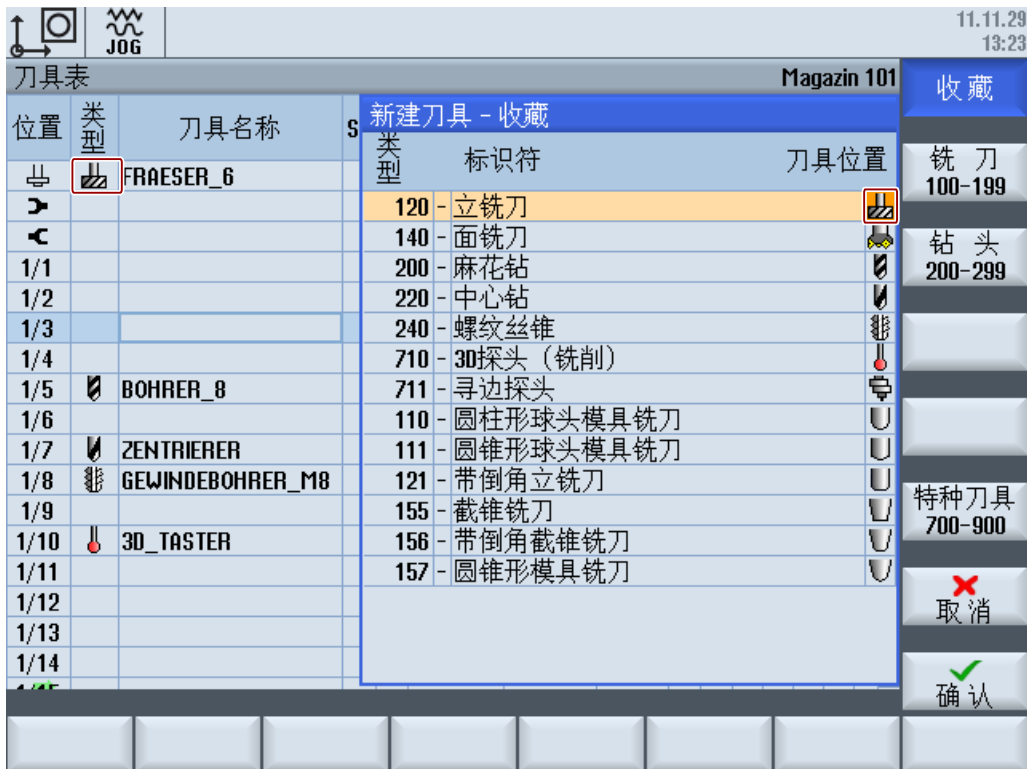 11.11.29
13:23
JOG
刀具表 Magazin 101
位置 类型 刀具名称 S
FRAESER_6
1/1
1/2
1/3
1/4
1/5 BOHRER_8
1/6
1/7 ZENTRIERER
1/8 GEWINDEBOHRER_M8
1/9
1/10 3D_TASTER
1/11
1/12
1/13
1/14
新建刀具 - 收藏
类型 标识符 刀具位置
120 - 立铣刀
140 - 面铣刀
200 - 麻花钻
220 - 中心钻
240 - 螺纹丝锥
710 - 3D探头 (铣削)
711 - 寻边探头
110 - 圆柱形球头模具铣刀
111 - 圆锥形球头模具铣刀
121 - 带倒角立铣刀
155 - 截锥铣刀
156 - 带倒角截锥铣刀
157 - 圆锥形模具铣刀
收藏
铣 刀
100-199
钻 头
200-299
特种刀具
700-900
取消
确认